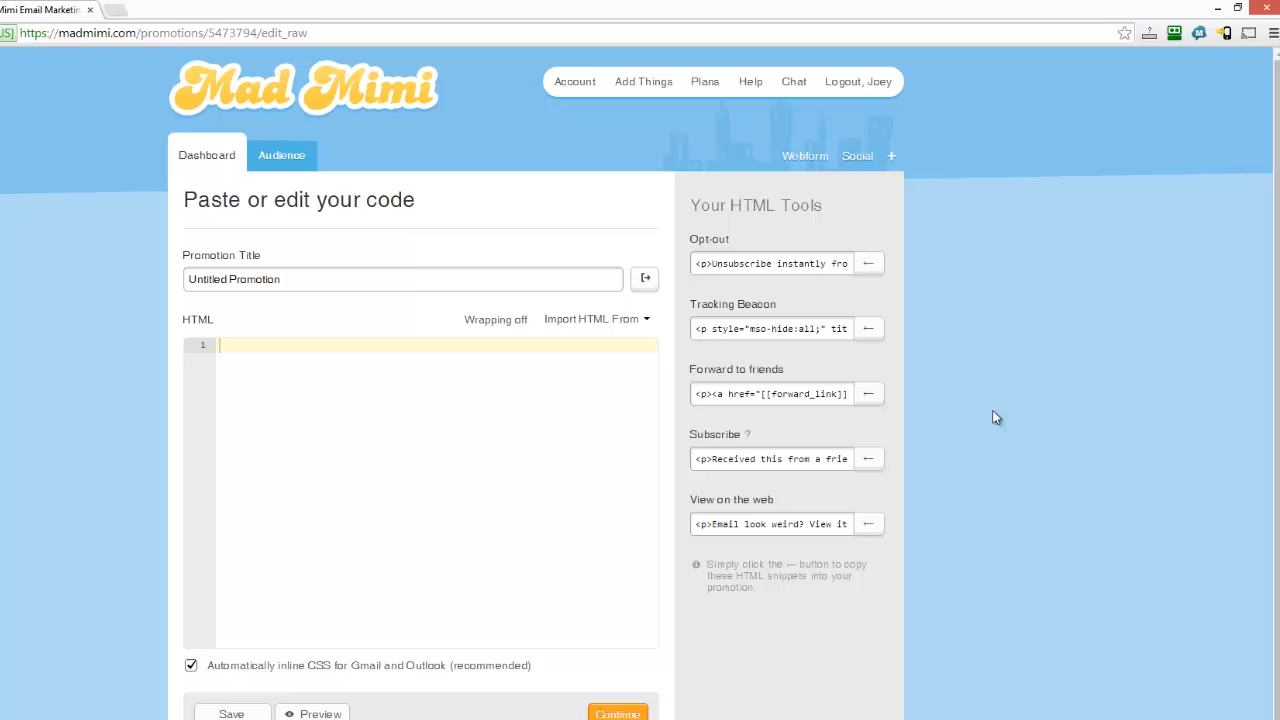 Mimi Email Marketin
US] https://madmimi.com/promotions/5473794/edit_raw
Mad Mimi
Account Add Things Plans Help Chat Logout, Joey
Dashboard Audience Webform Social +
Paste or edit your code
Promotion Title
Untitled Promotion
HTML Wrapping off Import HTML From
1
Automatically inline CSS for Gmail and Outlook (recommended)
Save Preview Continue
Your HTML Tools
Opt-out
<p>Unsubscribe instantly fro ←
Tracking Beacon
<p style="mso-hide:all;" tit ←
Forward to friends
<p><a href="[[forward_link]] ←
Subscribe ?
<p>Received this from a frie ←
View on the web
<p>Email look weird? View it ←
Simply click the — button to copy
these HTML snippets into your
promotion.